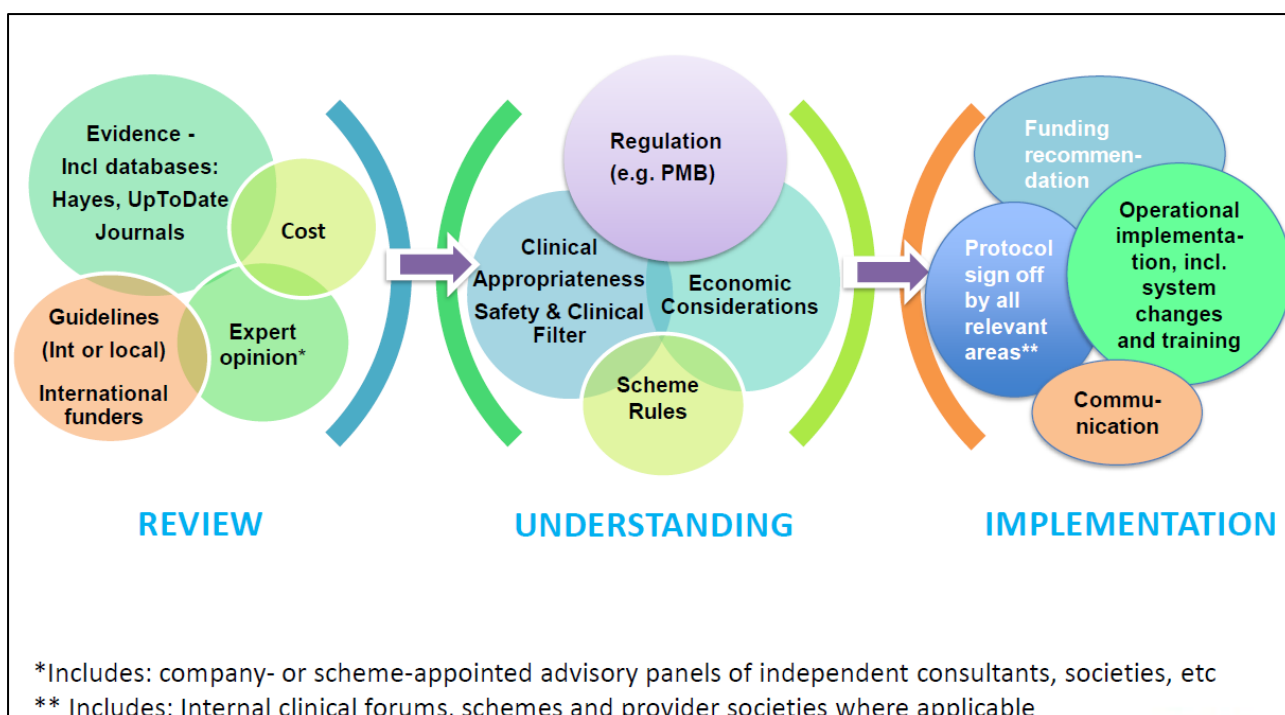 Evidence -
Incl databases:
Hayes, UpToDate
Journals
Cost
Guidelines
(Int or local)
International
funders
Expert
opinion*
REVIEW
Regulation
(e.g. PMB)
Clinical
Appropriateness
Safety & Clinical
Filter
Economic
Considerations
Scheme
Rules
UNDERSTANDING
Funding
recommen-
dation
Protocol
sign off
by all
relevant
areas**
Operational
implementa-
tion, incl.
system
changes
and training
Commu-
nication
IMPLEMENTATION
*Includes: company- or scheme-appointed advisory panels of independent consultants, societies, etc
** Includes: Internal clinical forums, schemes and provider societies where applicable